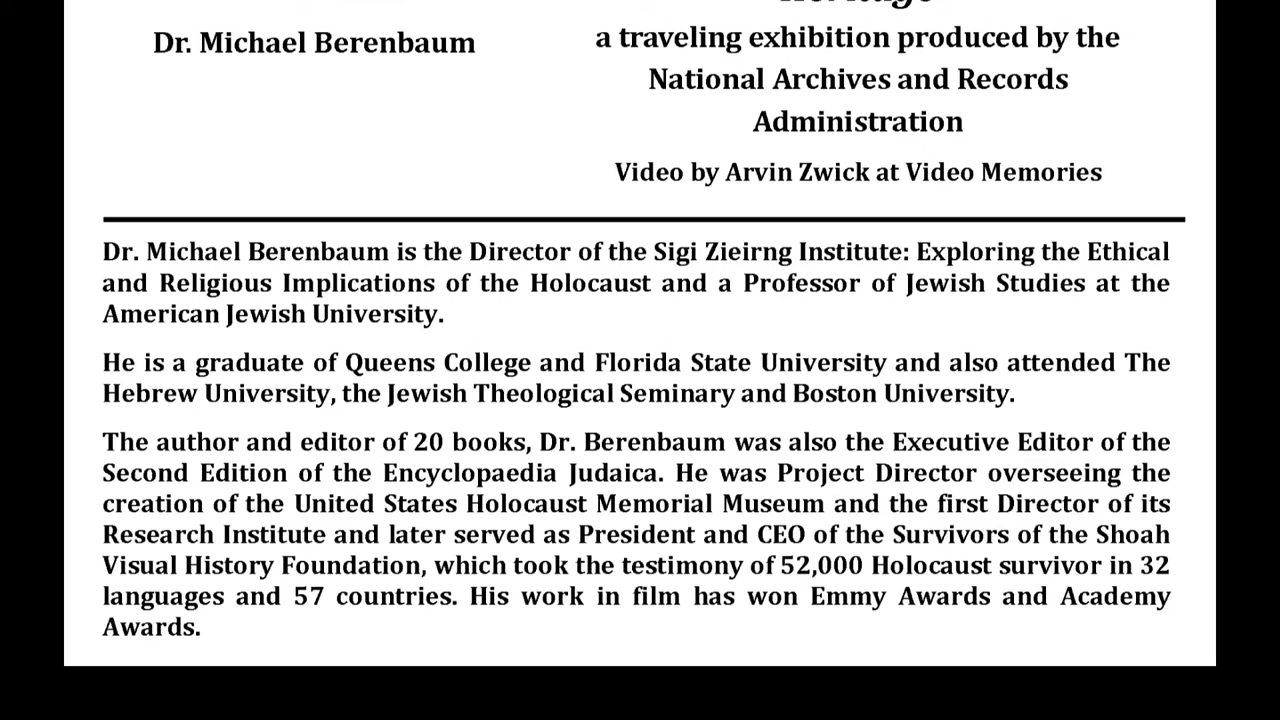 Heritage
Dr. Michael Berenbaum
a traveling exhibition produced by the
National Archives and Records
Administration
Video by Arvin Zwick at Video Memories
Dr. Michael Berenbaum is the Director of the Sigi Zieirng Institute: Exploring the Ethical
and Religious Implications of the Holocaust and a Professor of Jewish Studies at the
American Jewish University.
He is a graduate of Queens College and Florida State University and also attended The
Hebrew University, the Jewish Theological Seminary and Boston University.
The author and editor of 20 books, Dr. Berenbaum was also the Executive Editor of the
Second Edition of the Encyclopaedia Judaica. He was Project Director overseeing the
creation of the United States Holocaust Memorial Museum and the first Director of its
Research Institute and later served as President and CEO of the Survivors of the Shoah
Visual History Foundation, which took the testimony of 52,000 Holocaust survivor in 32
languages and 57 countries. His work in film has won Emmy Awards and Academy
Awards.